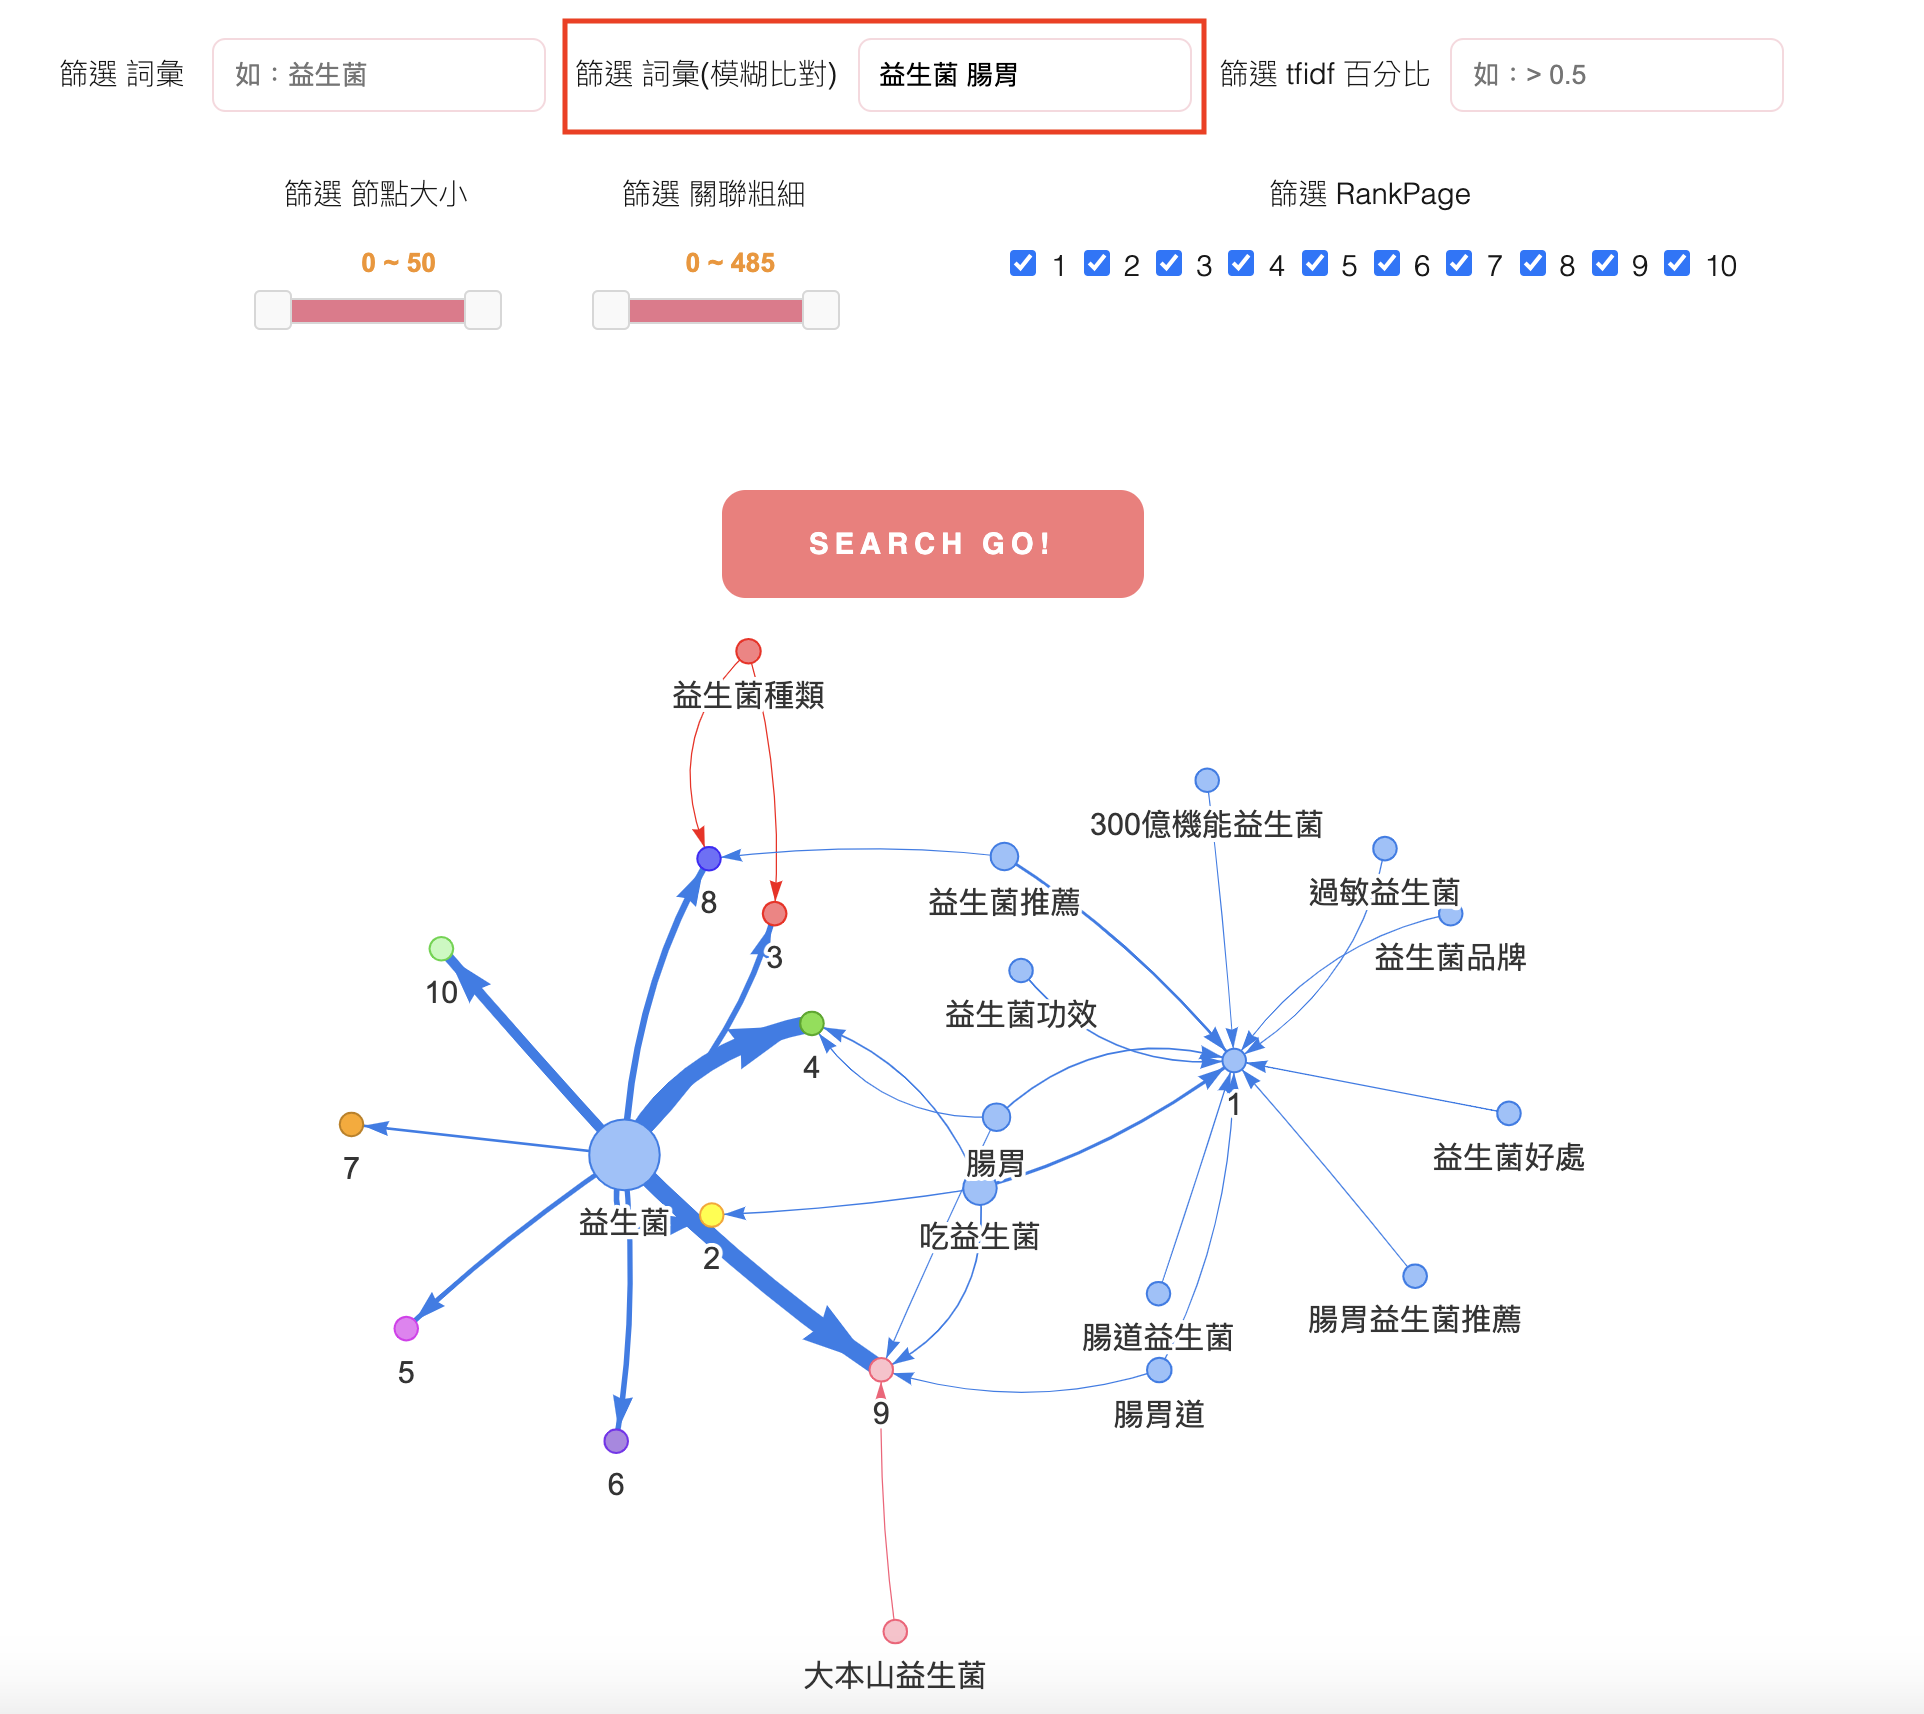 篩選 詞彙 如：益生菌 篩選 詞彙(模糊比對) 益生菌 腸胃 篩選 tfidf 百分比 如：> 0.5
篩選 節點大小 篩選 關聯粗細 篩選 RankPage
0 ~ 50 0 ~ 485 1 2 3 4 5 6 7 8 9 10
SEARCH GO!
益生菌種類
300億機能益生菌
過敏益生菌
8 益生菌推薦
3 益生菌品牌
10
益生菌功效
4
1
7 腸胃 益生菌好處
益生菌 吃益生菌
2
腸胃益生菌推薦
腸道益生菌
5
9 腸胃道
6
大本山益生菌